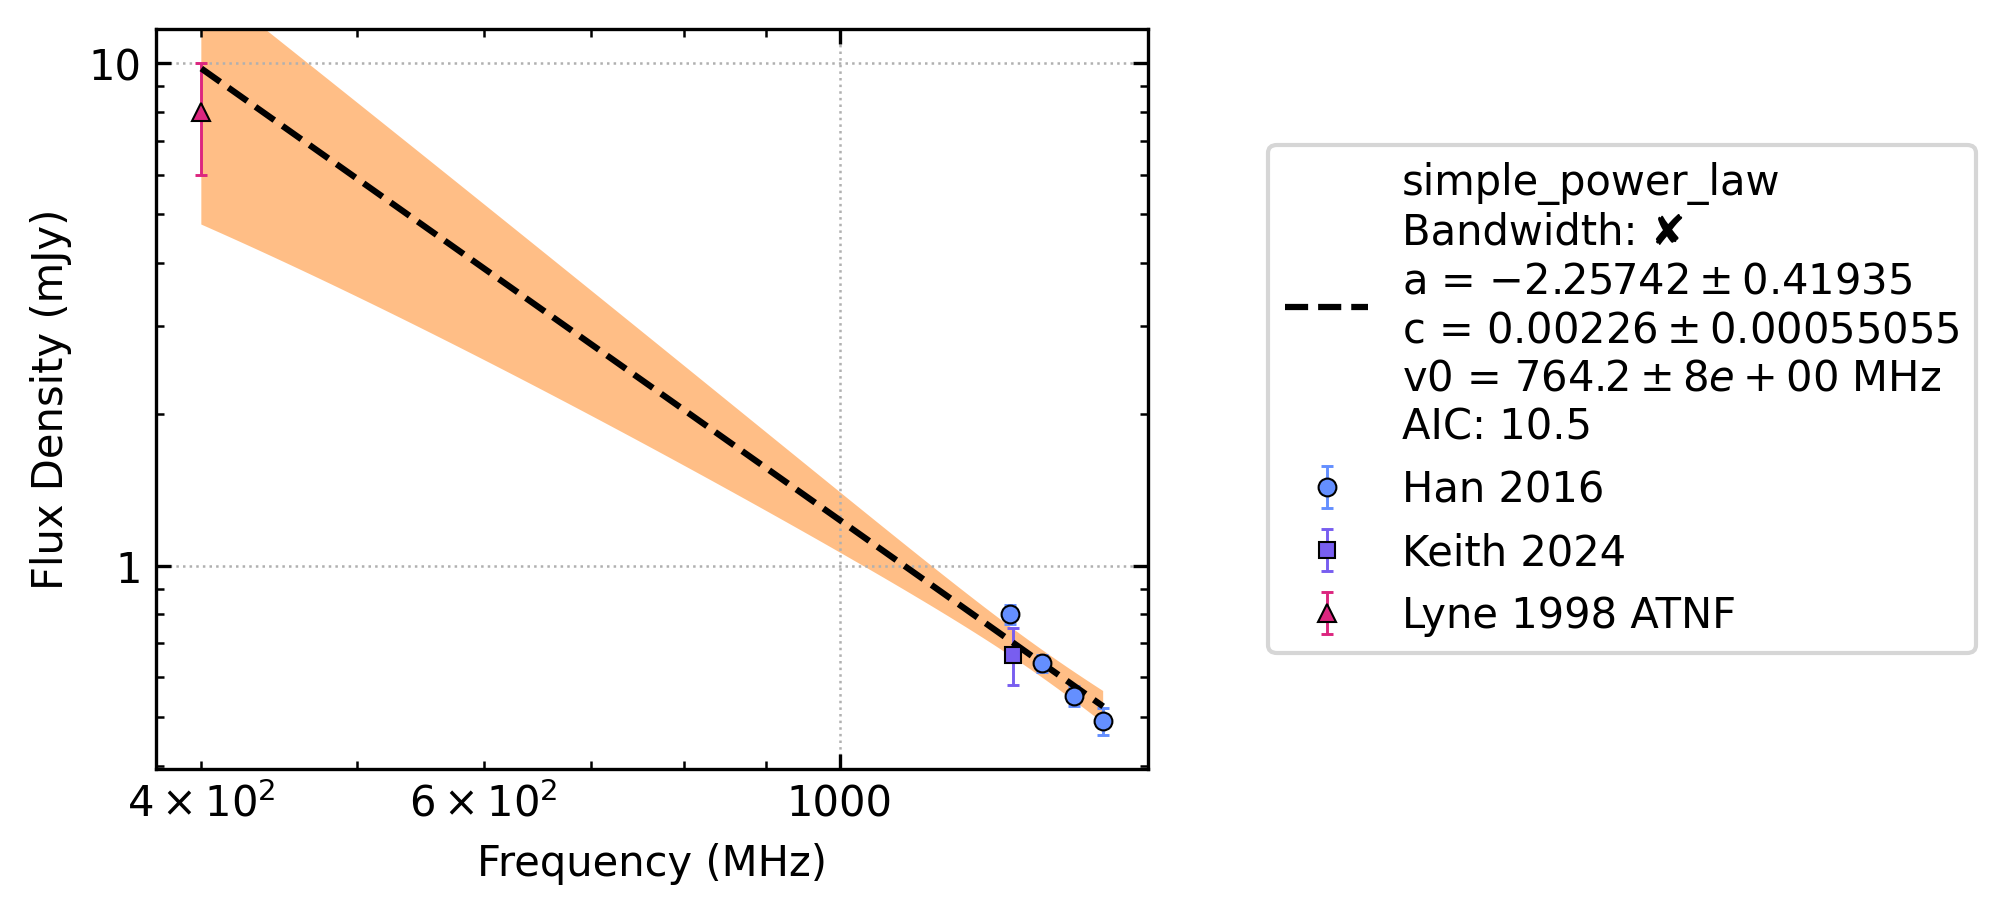 10
1
Flux Density (mJy)
4 × 10²
6 × 10²
1000
Frequency (MHz)
simple_power_law
Bandwidth: ✘
a = −2.25742 ± 0.41935
c = 0.00226 ± 0.00055055
v0 = 764.2 ± 8e + 00 MHz
AIC: 10.5
Han 2016
Keith 2024
Lyne 1998 ATNF